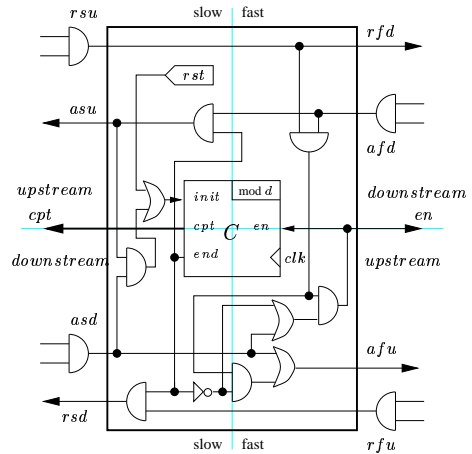 slow fast
rsu
rfd
rst
asu
afd
upstream
cpt
downstream
init
mod d
cpt
en
C
end
clk
downstream
en
upstream
asd
afu
rsd
rfu
slow fast